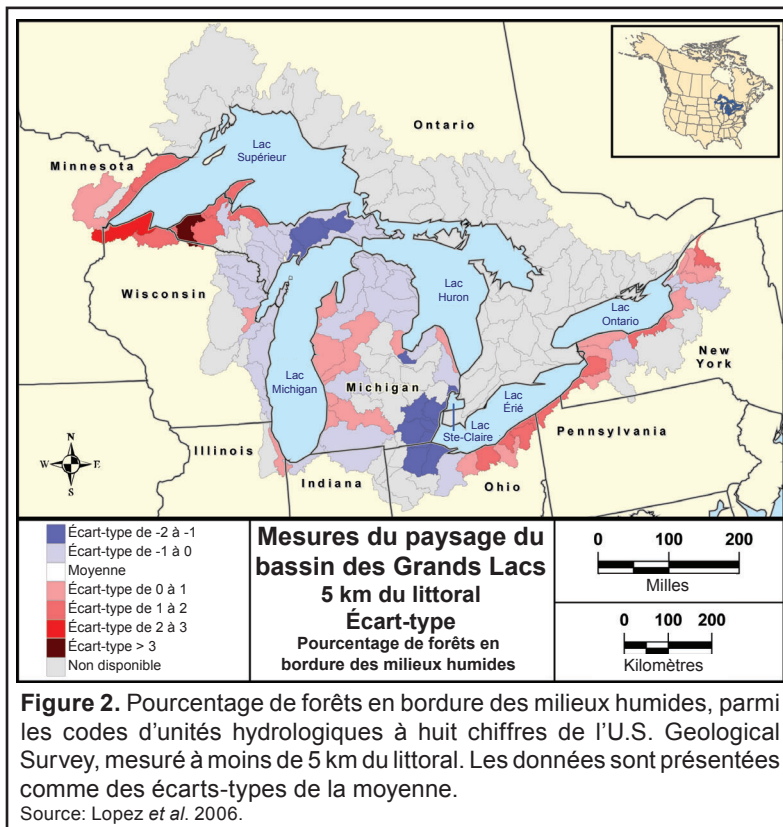 Ontario
Minnesota
Lac
Supérieur
Wisconsin
Lac
Huron
Lac
Ontario
New
York
Lac
Michigan
Michigan
Lac
Érié
Lac
Ste-Claire
Pennsylvania
Illinois
Indiana
Ohio
N
W E
S
Écart-type de -2 à -1
Écart-type de -1 à 0
Moyenne
Écart-type de 0 à 1
Écart-type de 1 à 2
Écart-type de 2 à 3
Écart-type > 3
Non disponible
Mesures du paysage du
bassin des Grands Lacs
5 km du littoral
Écart-type
Pourcentage de forêts en
bordure des milieux humides
0 100 200
Milles
0 100 200
Kilomètres
Figure 2. Pourcentage de forêts en bordure des milieux humides, parmi
les codes d'unités hydrologiques à huit chiffres de l'U.S. Geological
Survey, mesuré à moins de 5 km du littoral. Les données sont présentées
comme des écarts-types de la moyenne.
Source: Lopez et al. 2006.